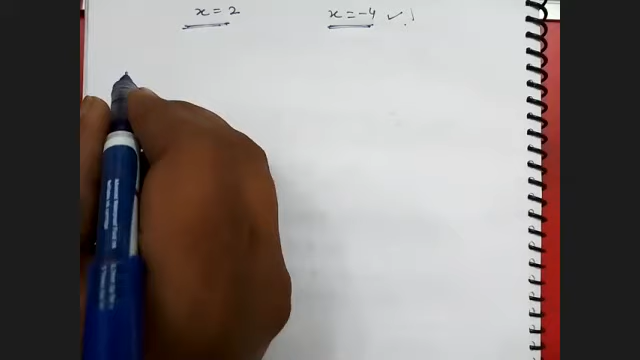 x = 2 x = -4 ✓